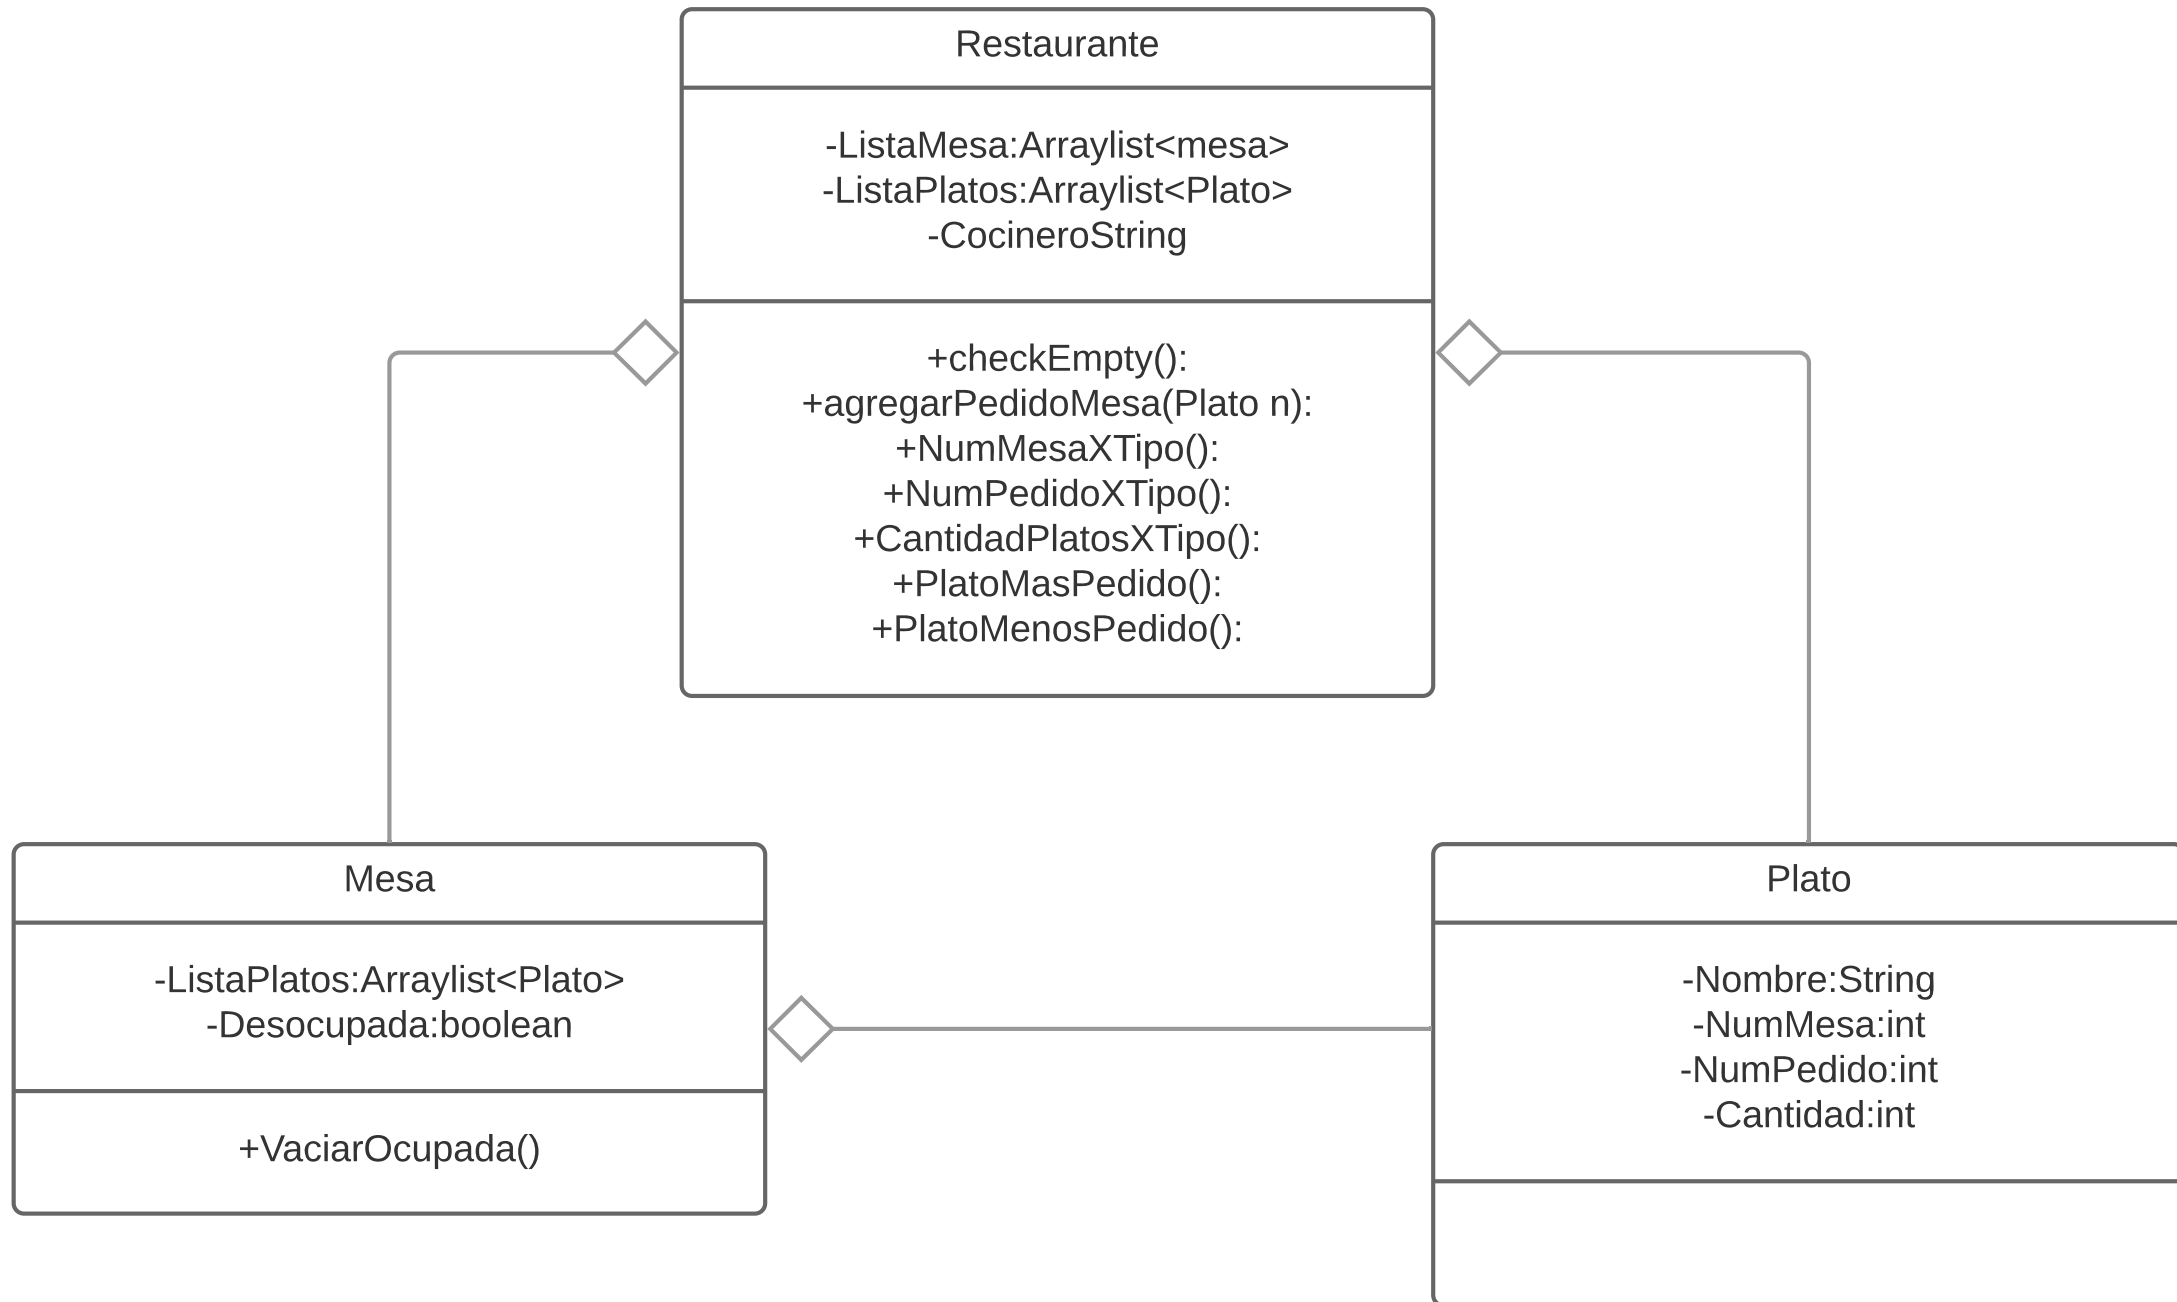 Restaurante
-ListaMesa:Arraylist<mesa>
-ListaPlatos:Arraylist<Plato>
-CocineroString
+checkEmpty():
+agregarPedidoMesa(Plato n):
+NumMesaXTipo():
+NumPedidoXTipo():
+CantidadPlatosXTipo():
+PlatoMasPedido():
+PlatoMenosPedido():
Mesa
-ListaPlatos:Arraylist<Plato>
-Desocupada:boolean
+VaciarOcupada()
Plato
-Nombre:String
-NumMesa:int
-NumPedido:int
-Cantidad:int